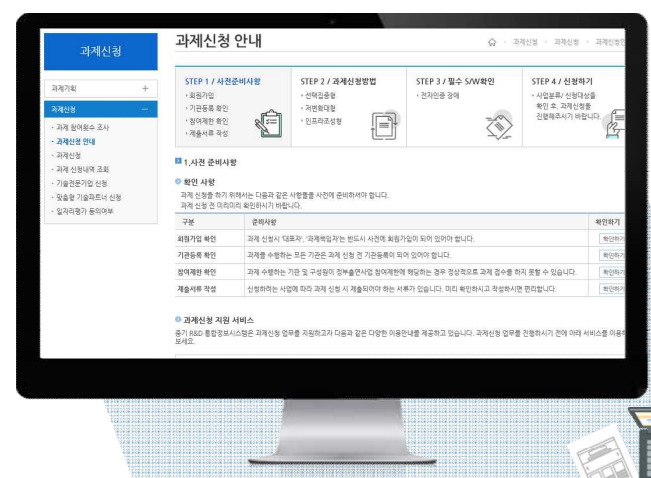 과제신청
과제기획 +
과제신청 −
· 과제 참여횟수 조사
· 과제신청 안내
· 과제신청
· 과제 신청내역 조회
· 기술전문기업 신청
· 맞춤형 기술파트너 신청
· 일자리평가 동의여부
과제신청 안내
과제신청 · 과제신청 · 과제신청안
STEP 1 / 사전준비사항
· 회원가입
· 기관등록 확인
· 참여제한 확인
· 제출서류 작성
STEP 2 / 과제신청방법
· 선택집중형
· 저변확대형
· 인프라조성형
STEP 3 / 필수 S/W확인
· 전자인증 장애
STEP 4 / 신청하기
· 사업분류/ 신청대상을
확인 후, 과제신청을
진행해주시기 바랍니다.
1.사전 준비사항
확인 사항
과제 신청을 하기 위해서는 다음과 같은 사항들을 사전에 준비하셔야 합니다.
과제 신청 전 미리미리 확인하시기 바랍니다.
구분 준비사항 확인하기
회원가입 확인 과제 신청시 '대표자', '과제책임자'는 반드시 사전에 회원가입이 되어 있어야 합니다. 확인하기
기관등록 확인 과제를 수행하는 모든 기관은 과제 신청 전 기관등록이 되어 있어야 합니다. 확인하기
참여제한 확인 과제 수행하는 기관 및 구성원이 정부출연사업 참여제한에 해당하는 경우 정상적으로 과제 접수를 하지 못할 수 있습니다. 확인하기
제출서류 작성 신청하려는 사업에 따라 과제 신청 시 제출되어야 하는 서류가 있습니다. 미리 확인하시고 작성하시면 편리합니다. 확인하기
과제신청 지원 서비스
중기 R&D 통합정보시스템은 과제신청 업무를 지원하고자 다음과 같은 다양한 이용안내를 제공하고 있습니다. 과제신청 업무를 진행하시기 전에 아래 서비스를 이용해
보세요.